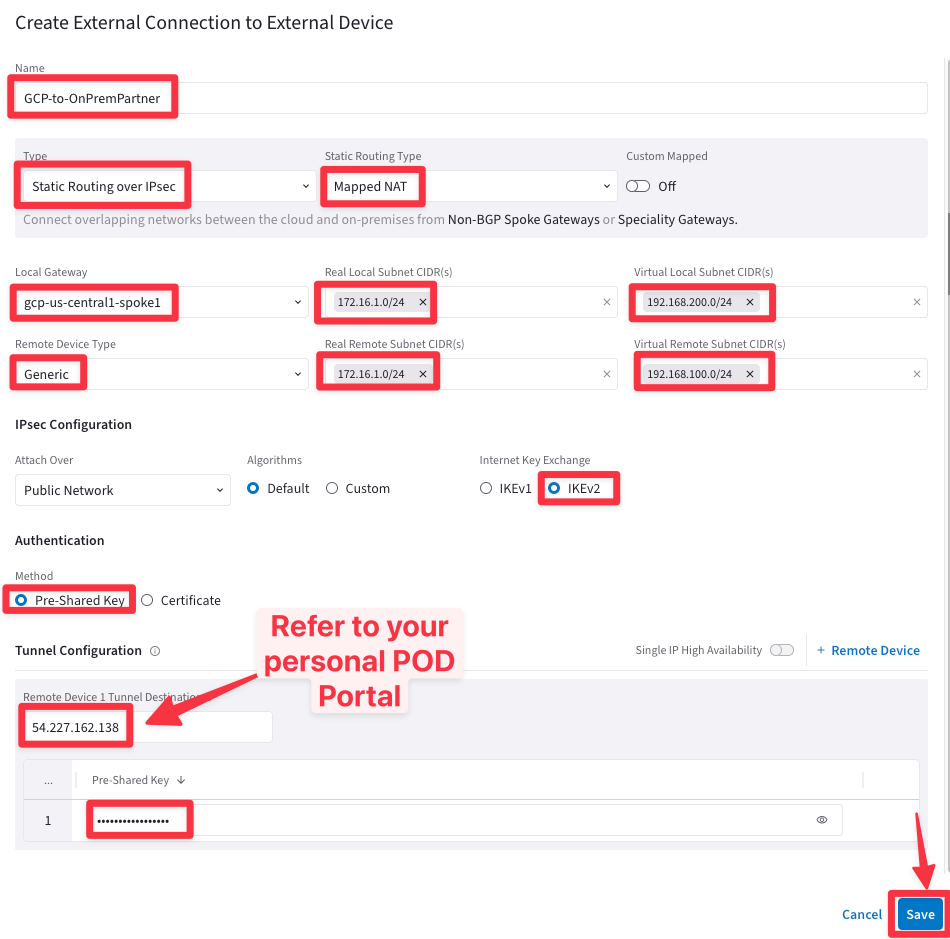 Create External Connection to External Device
Name
GCP-to-OnPremPartner
Type
Static Routing Type
Custom Mapped
Static Routing over IPsec
Mapped NAT
Off
Connect overlapping networks between the cloud and on-premises from Non-BGP Spoke Gateways or Speciality Gateways.
Local Gateway
Real Local Subnet CIDR(s)
Virtual Local Subnet CIDR(s)
gcp-us-central1-spoke1
172.16.1.0/24
192.168.200.0/24
Remote Device Type
Real Remote Subnet CIDR(s)
Virtual Remote Subnet CIDR(s)
Generic
172.16.1.0/24
192.168.100.0/24
IPsec Configuration
Attach Over
Algorithms
Internet Key Exchange
Public Network
Default
Custom
IKEv1
IKEv2
Authentication
Method
Pre-Shared Key
Certificate
Refer to your
personal POD
Portal
Tunnel Configuration
Single IP High Availability
+ Remote Device
Remote Device 1 Tunnel Destination
54.227.162.138
...
Pre-Shared Key
1
•••••••••••••••••
Cancel
Save